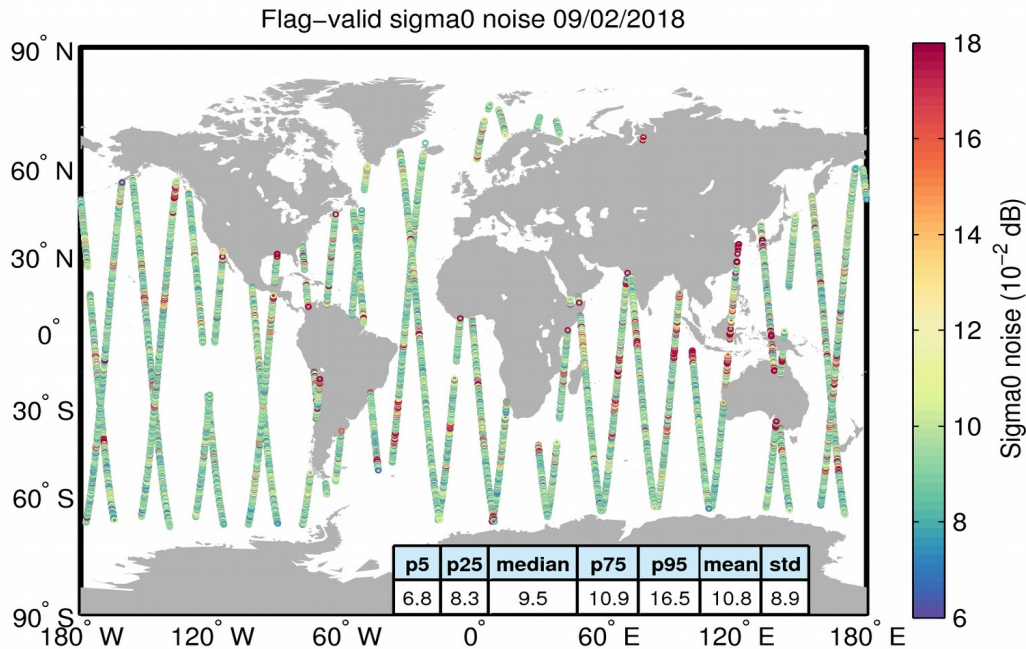 Flag-valid sigma0 noise 09/02/2018
90° N
60° N
30° N
0°
30° S
60° S
90° S
180° W
120° W
60° W
0°
60° E
120° E
180° E
p5 p25 median p75 p95 mean std
6.8 8.3 9.5 10.9 16.5 10.8 8.9
18
16
14
12
10
8
6
Sigma0 noise (10⁻² dB)